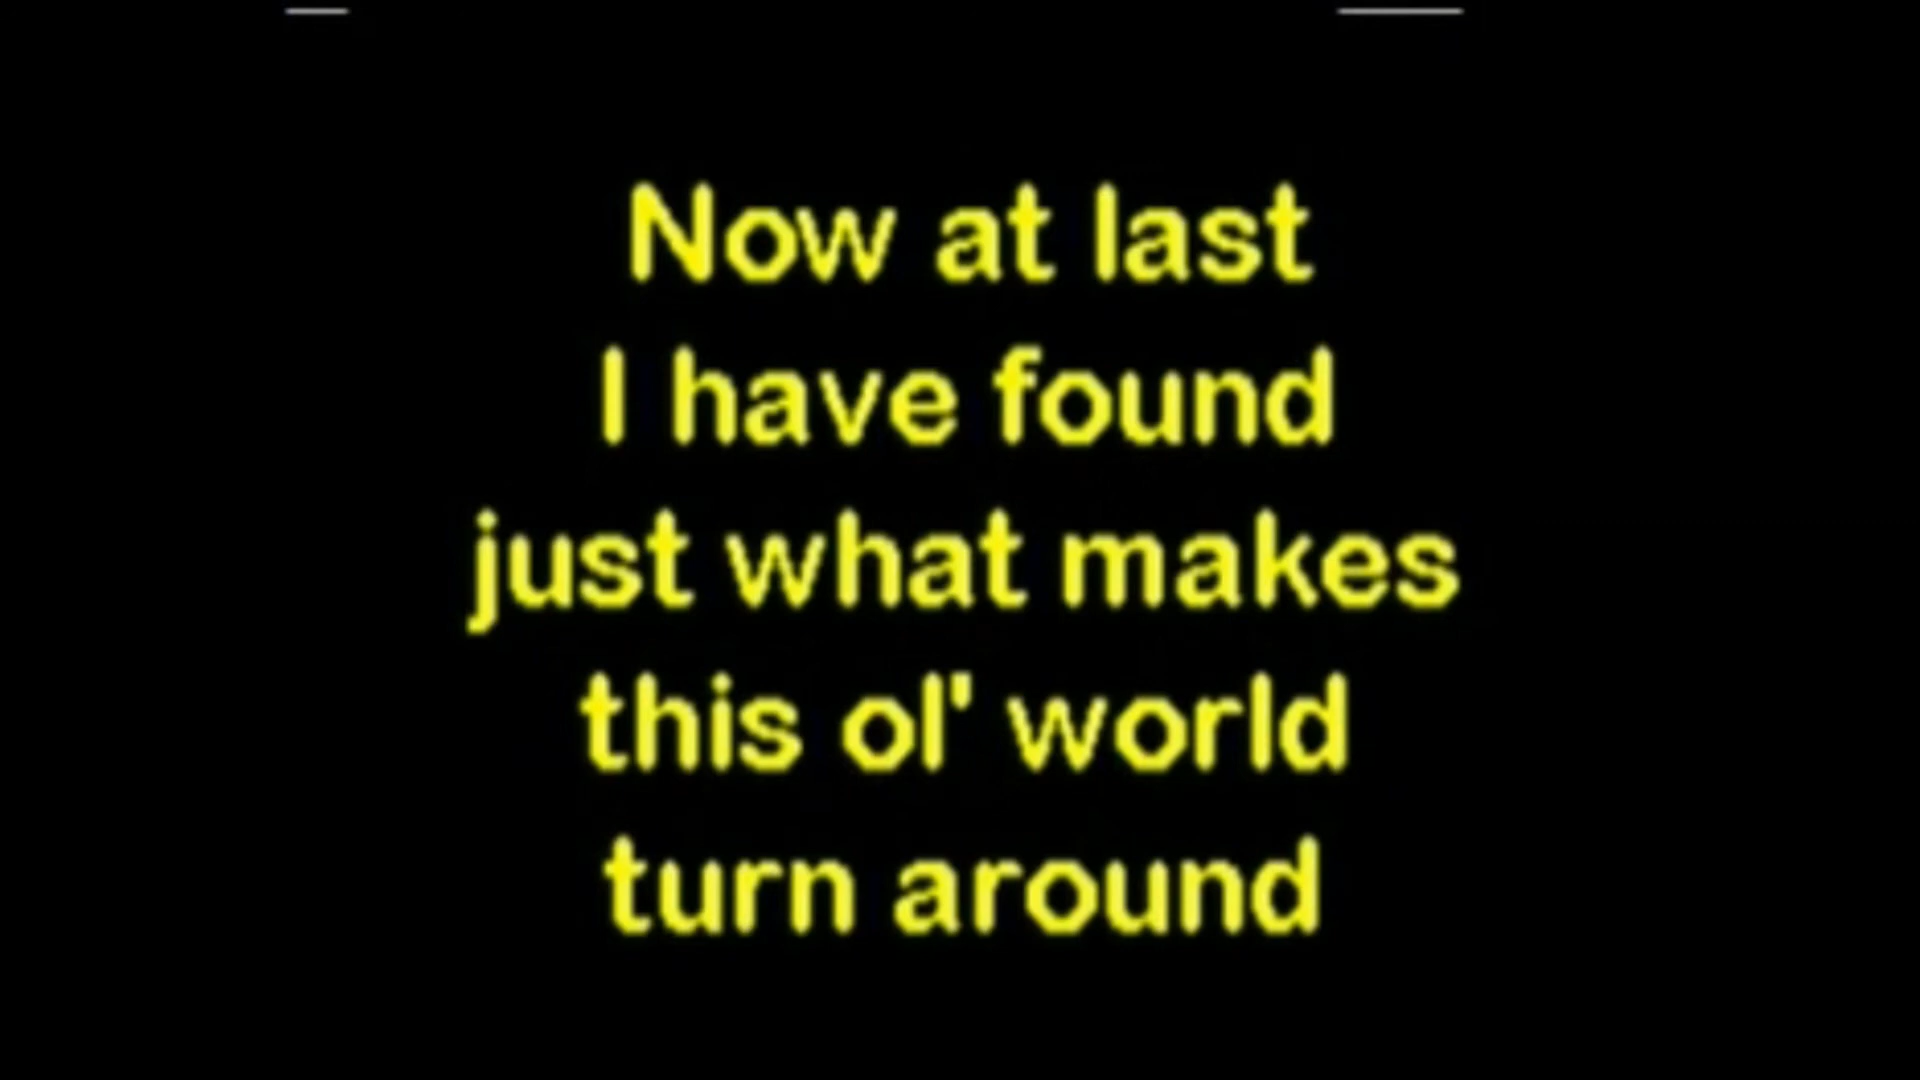 Now at last
I have found
just what makes
this ol' world
turn around